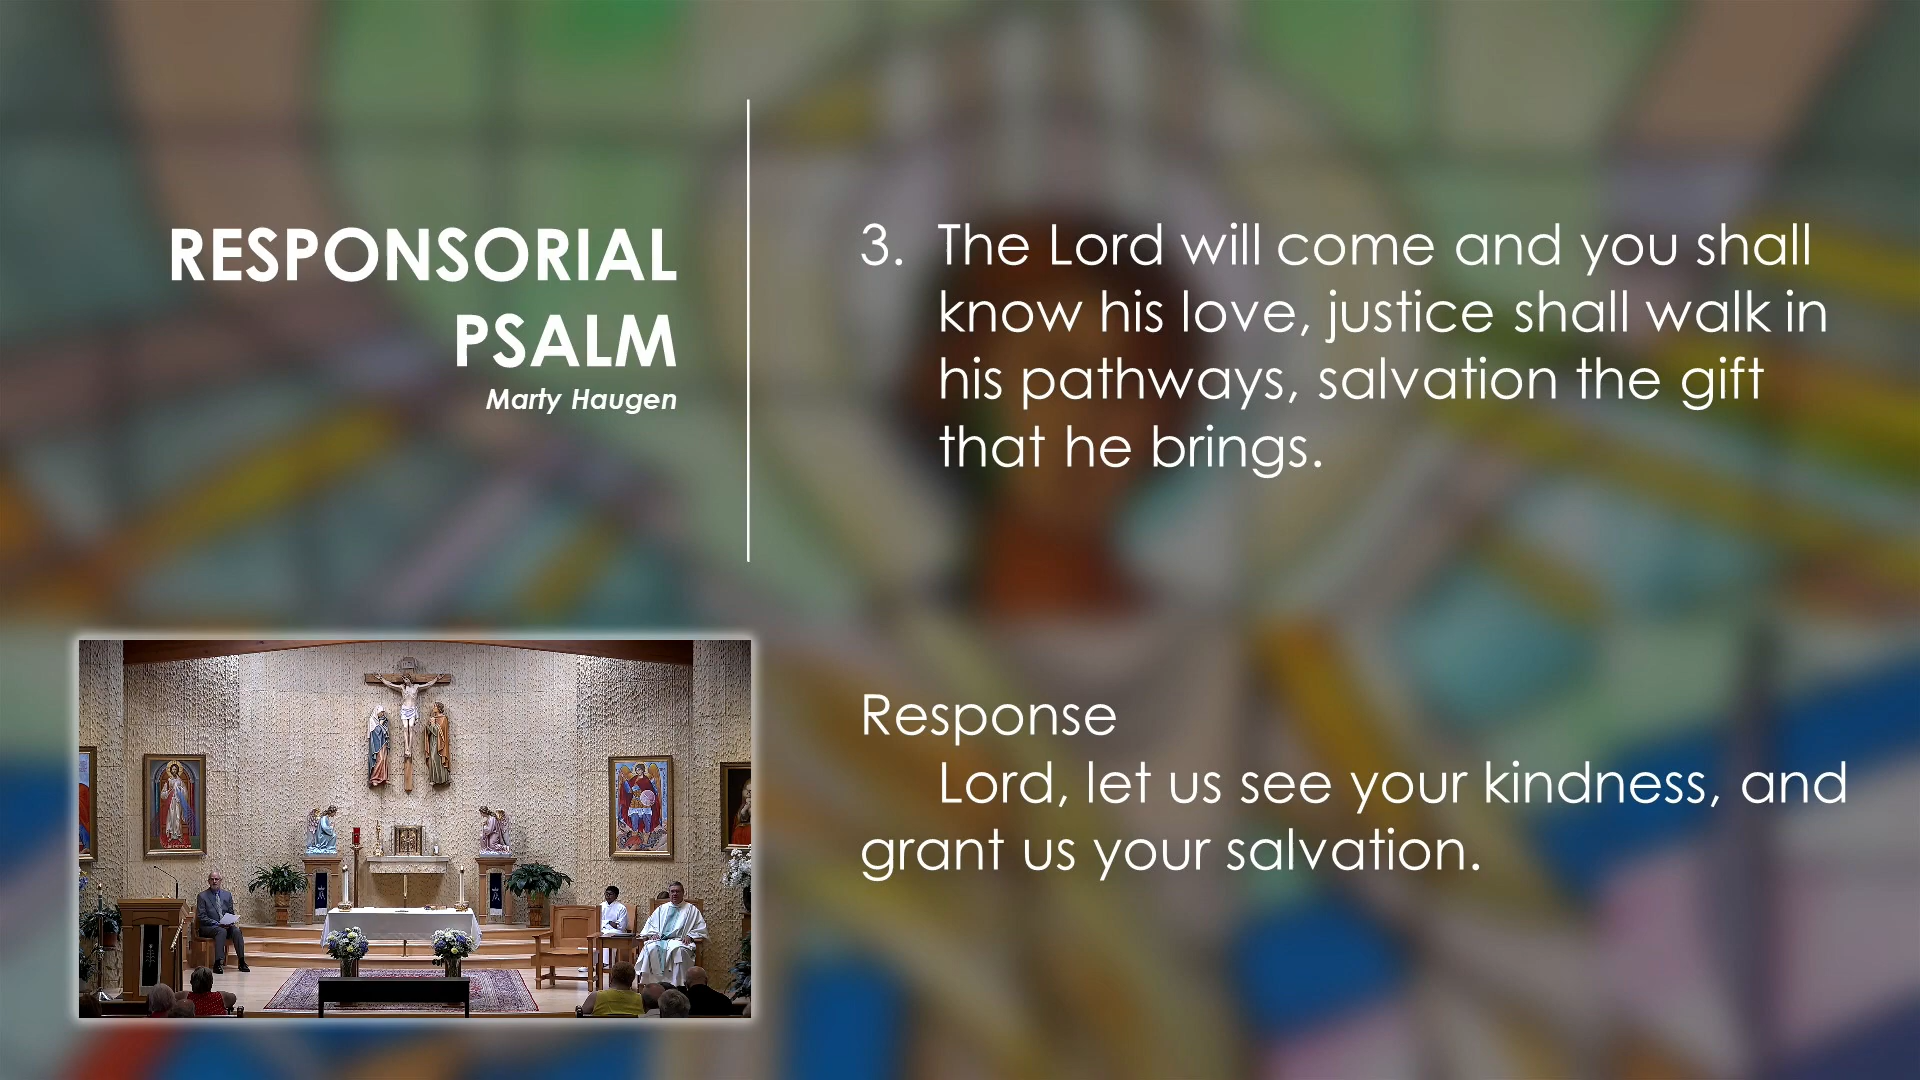 RESPONSORIAL
PSALM
Marty Haugen
3. The Lord will come and you shall
know his love, justice shall walk in
his pathways, salvation the gift
that he brings.
Response
Lord, let us see your kindness, and
grant us your salvation.